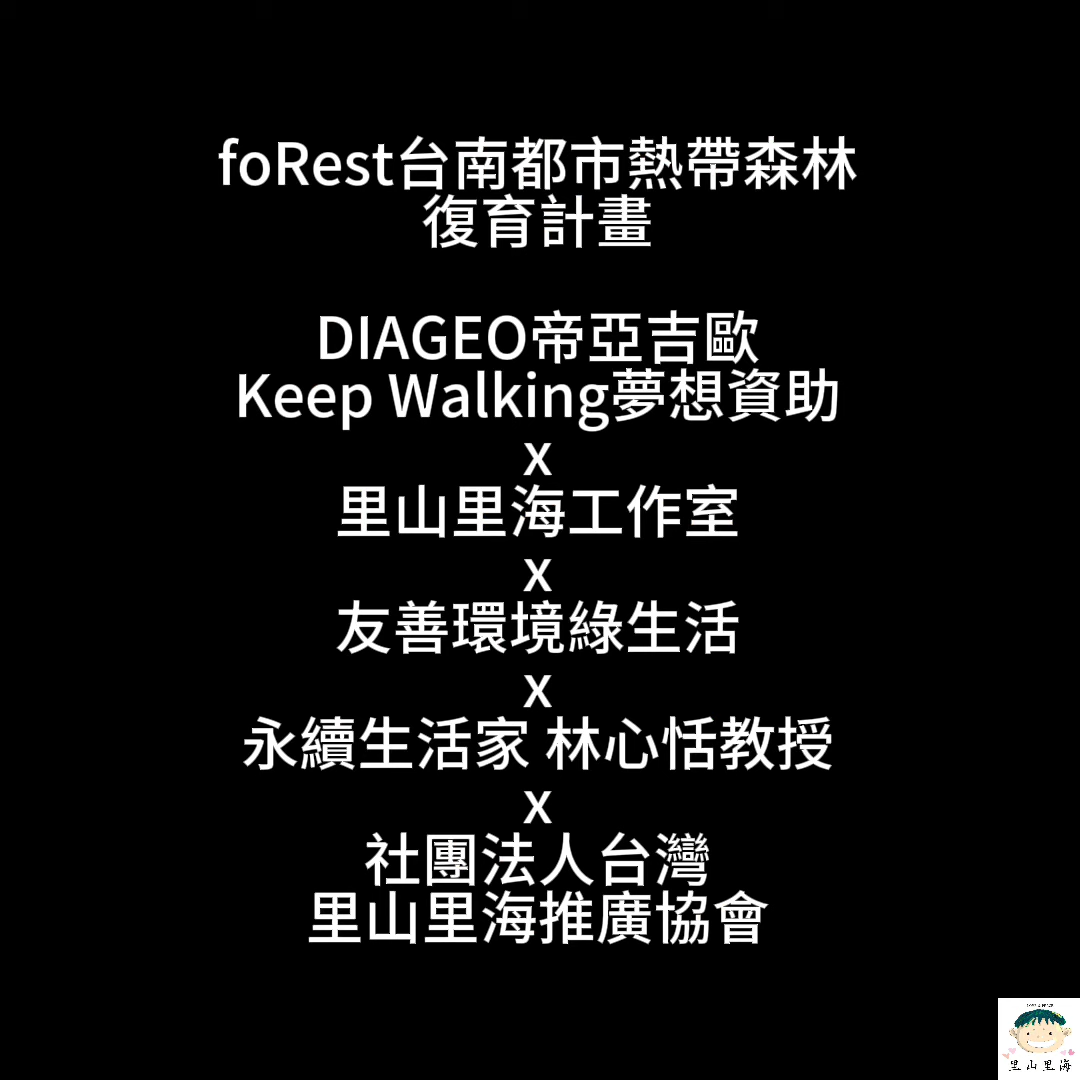 foRest台南都市熱帶森林
復育計畫
DIAGEO帝亞吉歐
Keep Walking夢想資助
x
里山里海工作室
x
友善環境綠生活
x
永續生活家 林心恬教授
x
社團法人台灣
里山里海推廣協會
里山里海